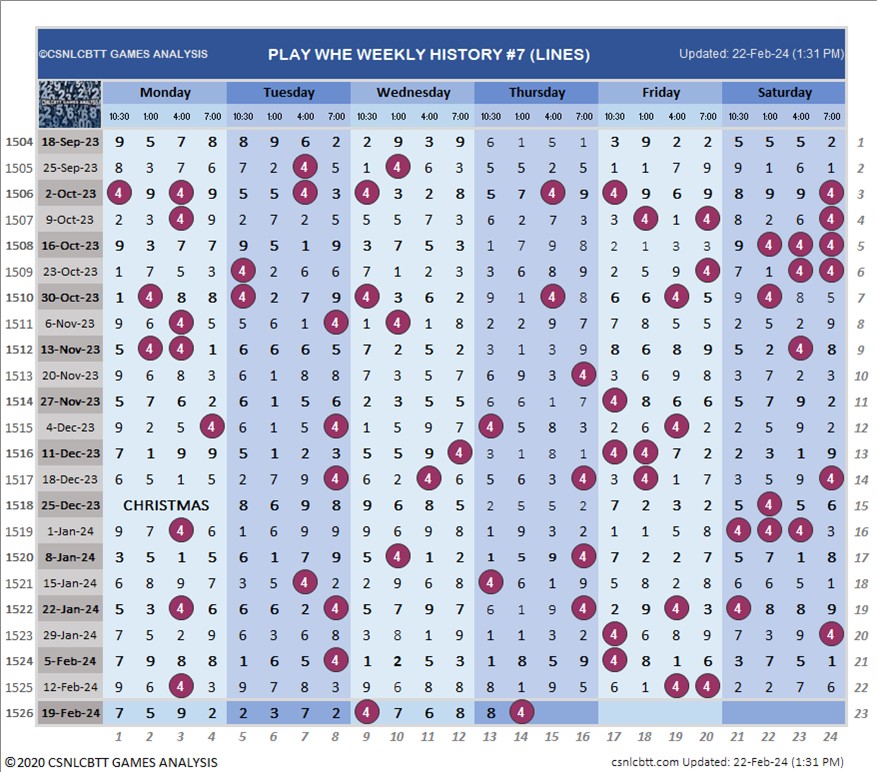 ©CSNLCBTT GAMES ANALYSIS PLAY WHE WEEKLY HISTORY #7 (LINES) Updated: 22-Feb-24 (1:31 PM)
Monday Tuesday Wednesday Thursday Friday Saturday
10:30 1:00 4:00 7:00 10:30 1:00 4:00 7:00 10:30 1:00 4:00 7:00 10:30 1:00 4:00 7:00 10:30 1:00 4:00 7:00 10:30 1:00 4:00 7:00
1504 18-Sep-23 9 5 7 8 8 9 6 2 2 9 3 9 6 1 5 1 3 9 2 2 5 5 5 2 1
1505 25-Sep-23 8 3 7 6 7 2 4 5 1 4 6 3 5 5 2 5 1 1 7 9 9 1 6 1 2
1506 2-Oct-23 4 9 4 9 5 5 4 3 4 3 2 8 5 7 4 9 4 9 6 9 8 9 9 4 3
1507 9-Oct-23 2 3 4 9 2 7 2 5 5 5 7 3 6 2 7 3 3 4 1 4 8 2 6 4 4
1508 16-Oct-23 9 3 7 7 9 5 1 9 3 7 5 3 1 7 9 8 2 1 3 3 9 4 4 4 5
1509 23-Oct-23 1 7 5 3 4 2 6 6 7 1 2 3 3 6 8 9 2 5 9 4 7 1 4 4 6
1510 30-Oct-23 1 4 8 8 4 2 7 9 4 3 6 2 9 1 4 8 6 6 4 5 9 4 8 5 7
1511 6-Nov-23 9 6 4 5 5 6 1 4 1 4 1 8 2 2 9 7 7 8 5 5 2 5 2 9 8
1512 13-Nov-23 5 4 4 1 6 6 6 5 7 2 5 2 3 1 3 9 8 6 8 9 5 2 4 8 9
1513 20-Nov-23 9 6 8 3 6 1 8 8 7 3 5 7 6 9 3 4 3 6 9 8 3 7 2 3 10
1514 27-Nov-23 5 7 6 2 6 1 5 6 2 3 5 5 6 6 1 7 4 8 6 6 5 7 9 2 11
1515 4-Dec-23 9 2 5 4 6 1 5 4 1 5 9 7 4 5 8 3 2 6 4 2 2 5 9 2 12
1516 11-Dec-23 7 1 9 9 5 1 2 3 5 5 9 4 3 1 8 1 4 4 7 2 2 3 1 9 13
1517 18-Dec-23 6 5 1 5 2 7 9 4 6 2 4 6 5 6 3 4 3 4 1 7 5 7 9 4 14
1518 25-Dec-23 CHRISTMAS 8 6 9 8 9 6 8 5 2 5 5 2 7 2 3 2 5 4 5 6 15
1519 1-Jan-24 9 7 4 6 1 6 9 9 9 6 9 8 1 9 3 2 1 1 5 8 4 4 4 3 16
1520 8-Jan-24 3 5 1 5 6 1 7 9 5 4 1 2 1 5 9 4 7 2 2 7 5 7 1 8 17
1521 15-Jan-24 6 8 9 7 3 5 4 2 2 9 6 8 4 6 1 9 5 8 2 8 6 6 5 1 18
1522 22-Jan-24 5 3 4 6 6 6 2 4 5 7 9 7 6 1 9 4 2 9 4 3 4 8 8 9 19
1523 29-Jan-24 7 5 2 9 6 3 6 8 3 8 1 9 1 1 3 2 4 6 8 9 7 3 9 4 20
1524 5-Feb-24 7 9 8 8 1 6 5 4 1 2 5 3 1 8 5 9 4 8 1 6 3 7 5 1 21
1525 12-Feb-24 9 6 4 3 9 7 8 3 9 6 8 8 8 1 9 5 6 1 4 4 2 2 7 6 22
1526 19-Feb-24 7 5 9 2 2 3 7 2 4 7 6 8 8 4 23
1 2 3 4 5 6 7 8 9 10 11 12 13 14 15 16 17 18 19 20 21 22 23 24
©2020 CSNLCBTT GAMES ANALYSIS csnlcbtt.com Updated: 22-Feb-24 (1:31 PM)